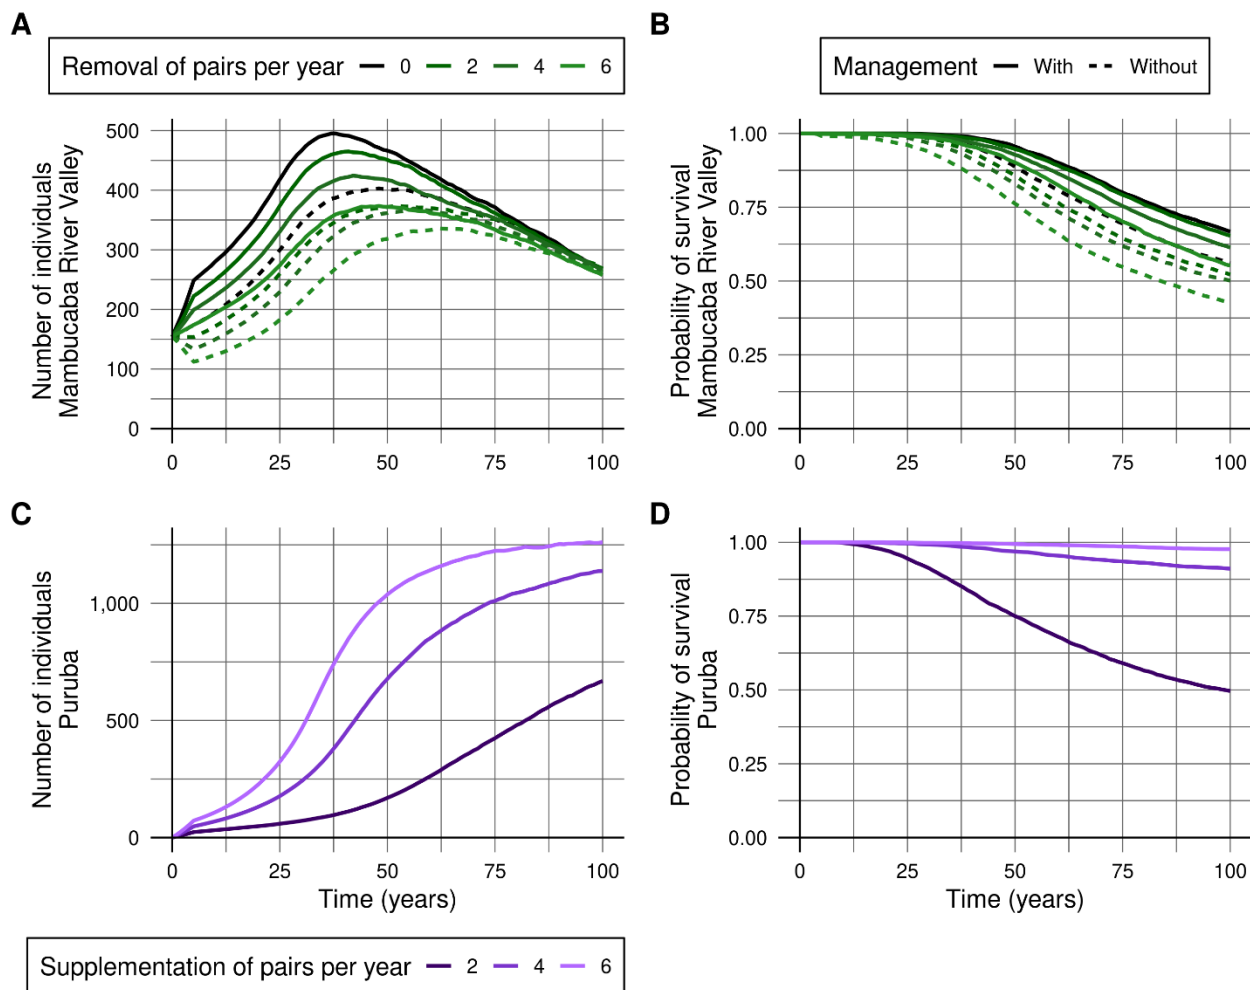 A
Removal of pairs per year 0 2 4 6
Number of individuals
Mambucaba River Valley
500
400
300
200
100
0
0 25 50 75 100
B
Management With Without
Probability of survival
Mambucaba River Valley
1.00
0.75
0.50
0.25
0.00
0 25 50 75 100
C
Number of individuals
Puruba
1,000
500
0
0 25 50 75 100
Time (years)
D
Probability of survival
Puruba
1.00
0.75
0.50
0.25
0.00
0 25 50 75 100
Time (years)
Supplementation of pairs per year 2 4 6